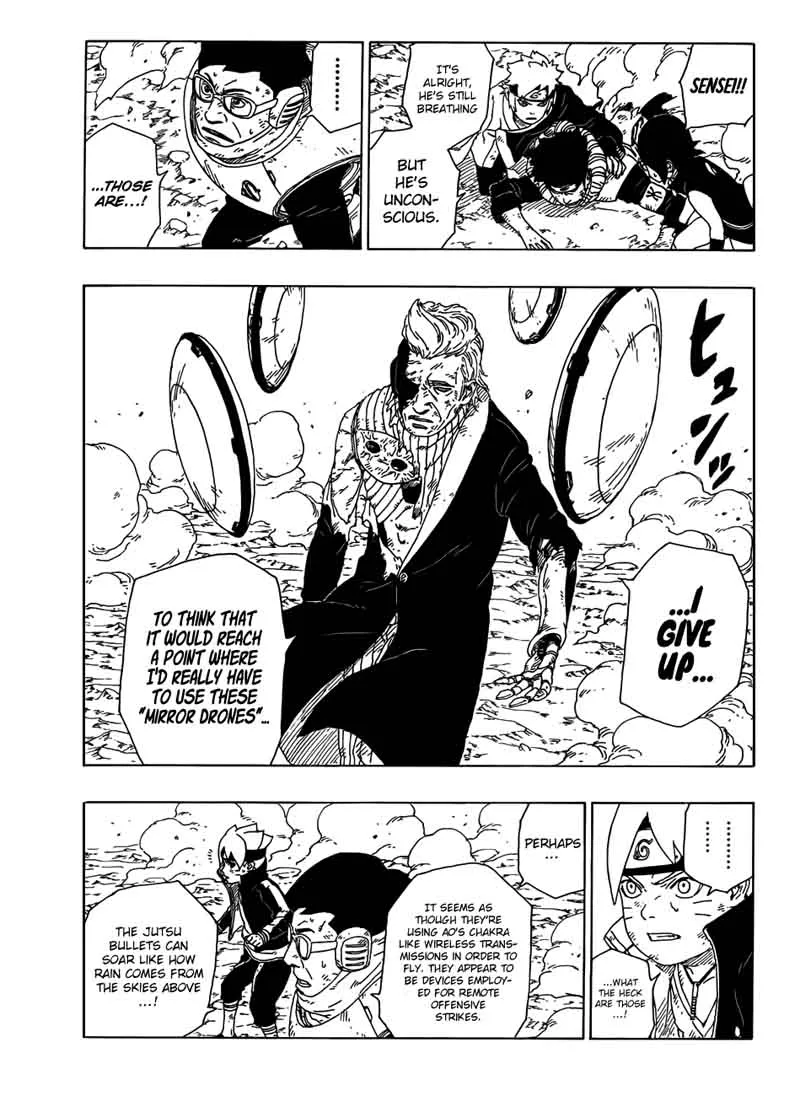 SENSEI!!
IT'S
ALRIGHT,
HE'S STILL
BREATHING
BUT
HE'S
UNCON-
SCIOUS.
........
...THOSE
ARE...!
ヒュンッ
...I
GIVE
UP...
TO THINK THAT
IT WOULD REACH
A POINT WHERE
I'D REALLY HAVE
TO USE THESE
"MIRROR DRONES"...
........
...WHAT
THE HECK
ARE THOSE
...!
PERHAPS
...
IT SEEMS AS
THOUGH THEY'RE
USING AO'S CHAKRA
LIKE WIRELESS TRANS-
MISSIONS IN ORDER TO
FLY. THEY APPEAR TO
BE DEVICES EMPLOY-
ED FOR REMOTE
OFFENSIVE
STRIKES.
THE JUTSU
BULLETS CAN
SOAR LIKE HOW
RAIN COMES FROM
THE SKIES ABOVE
...!